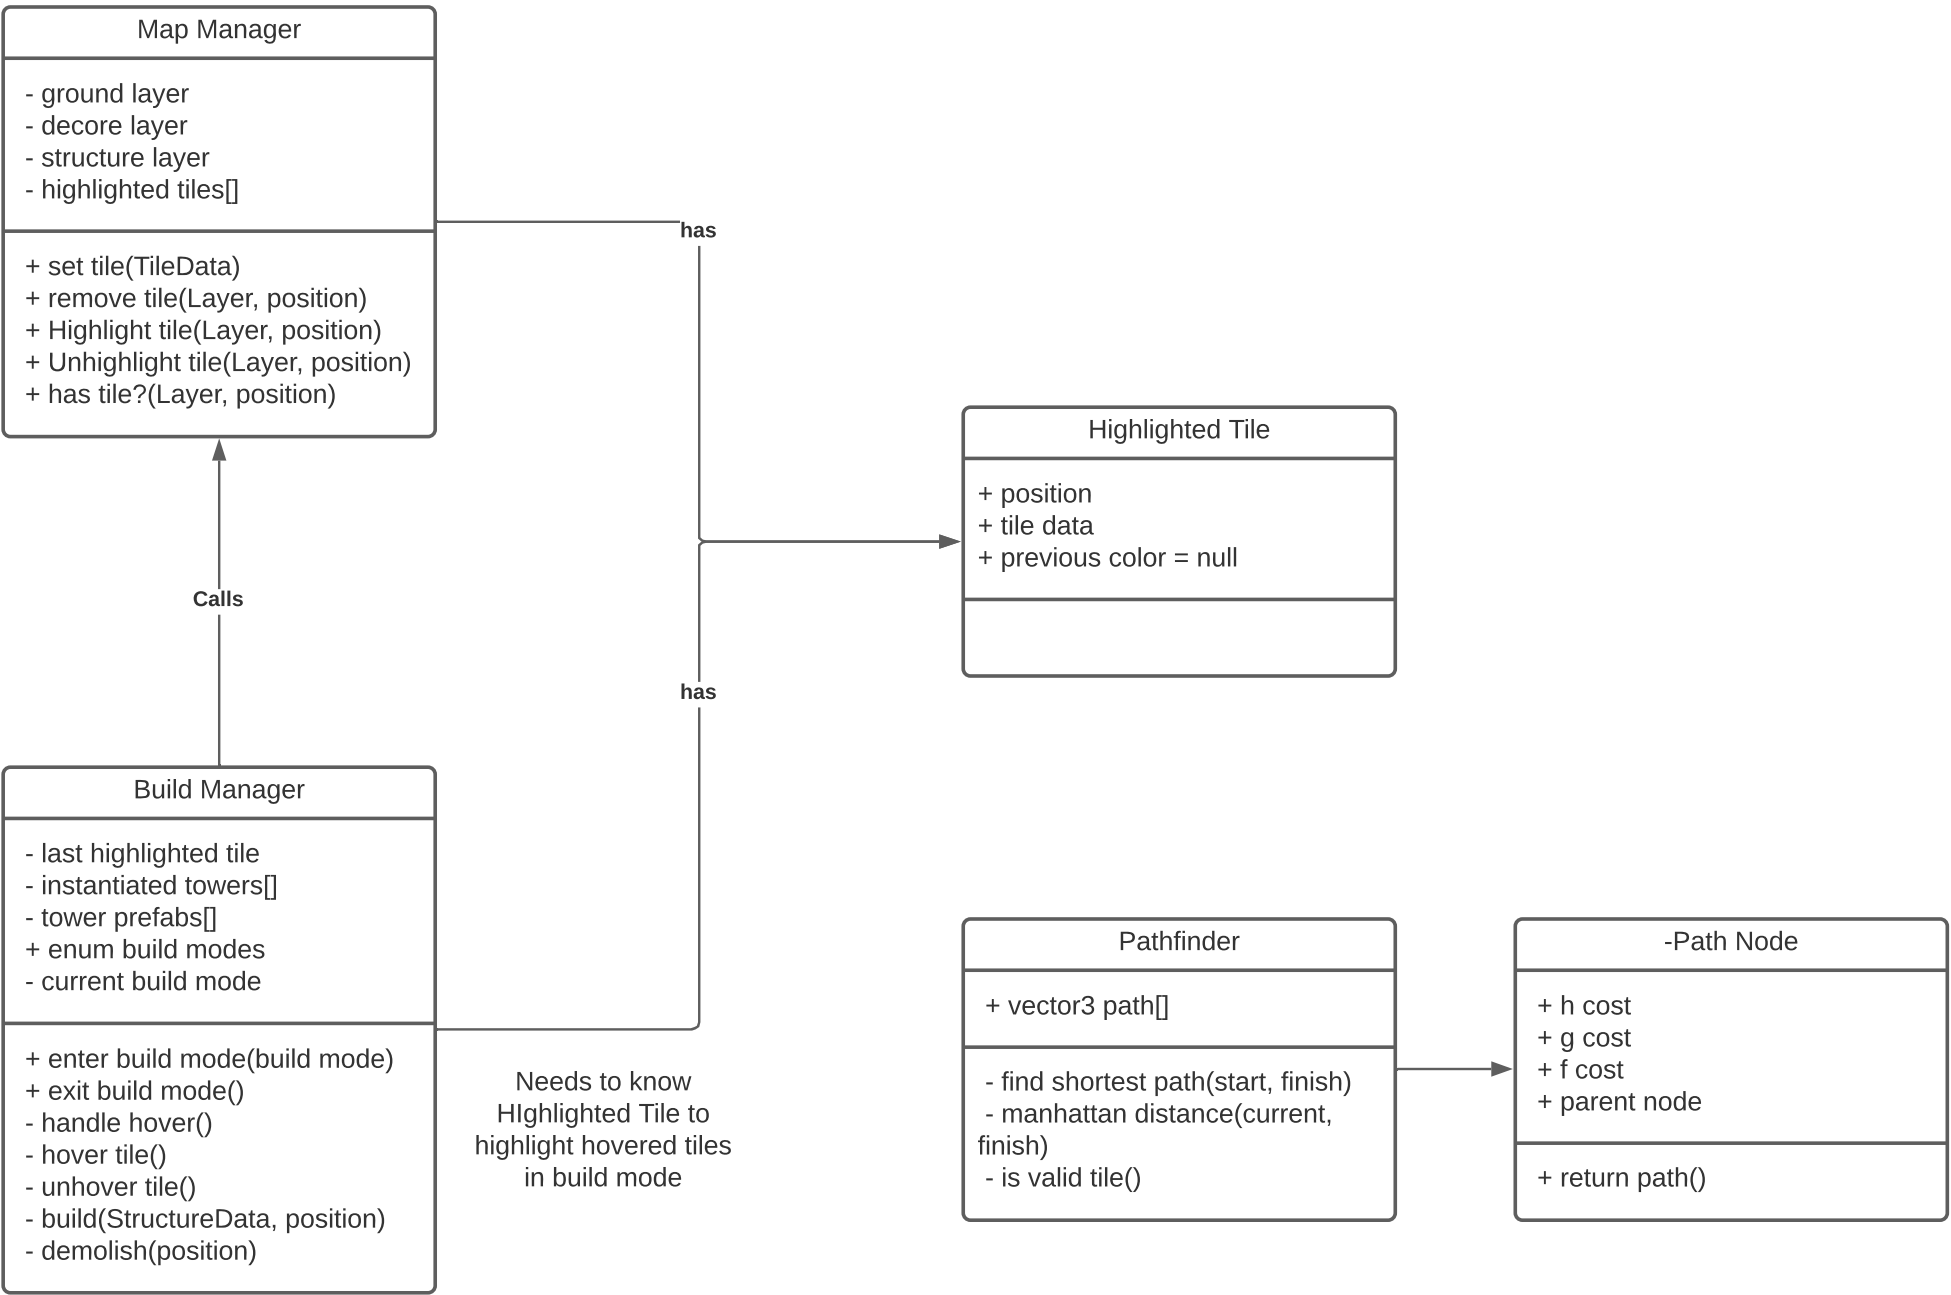 Map Manager
- ground layer
- decore layer
- structure layer
- highlighted tiles[]
+ set tile(TileData)
+ remove tile(Layer, position)
+ Highlight tile(Layer, position)
+ Unhighlight tile(Layer, position)
+ has tile?(Layer, position)
has
Calls
has
Highlighted Tile
+ position
+ tile data
+ previous color = null
Build Manager
- last highlighted tile
- instantiated towers[]
- tower prefabs[]
+ enum build modes
- current build mode
+ enter build mode(build mode)
+ exit build mode()
- handle hover()
- hover tile()
- unhover tile()
- build(StructureData, position)
- demolish(position)
Needs to know
HIghlighted Tile to
highlight hovered tiles
in build mode
Pathfinder
+ vector3 path[]
- find shortest path(start, finish)
- manhattan distance(current,
finish)
- is valid tile()
-Path Node
+ h cost
+ g cost
+ f cost
+ parent node
+ return path()